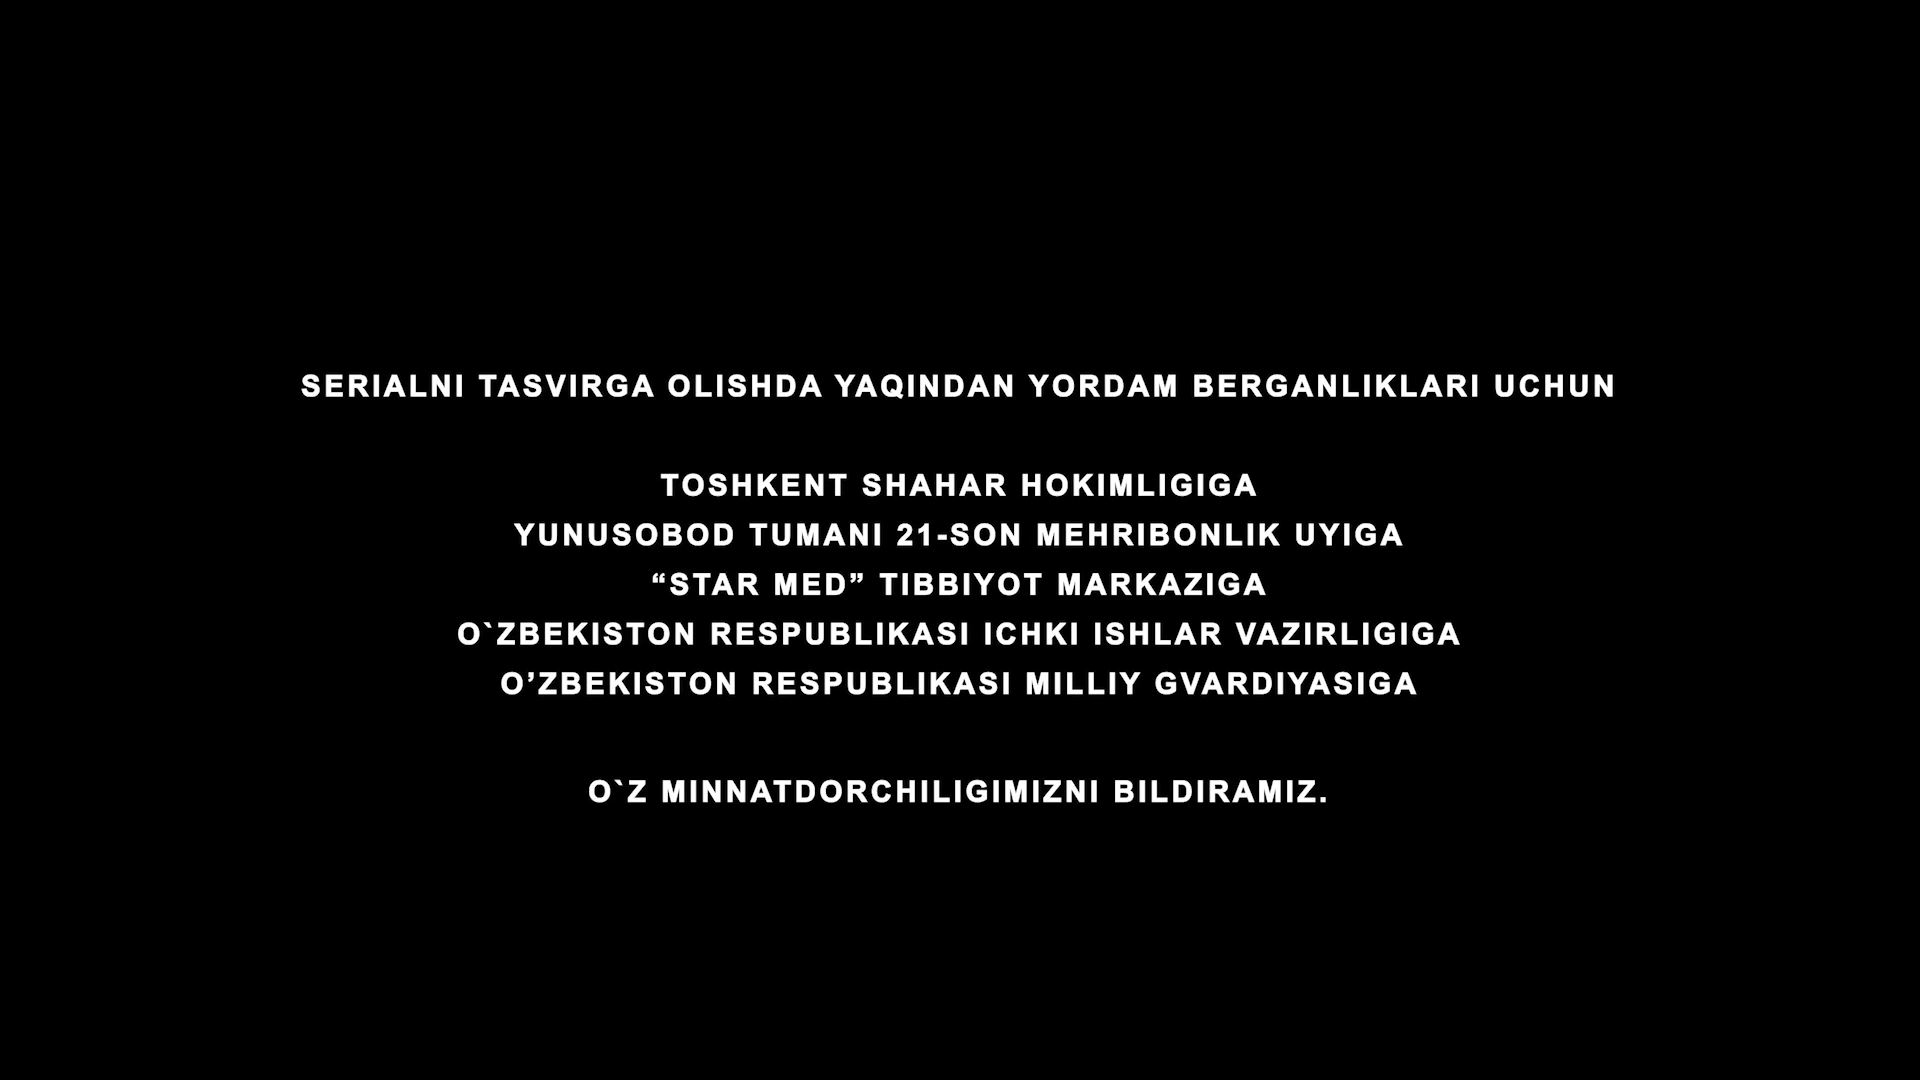 SERIALNI TASVIRGA OLISHDA YAQINDAN YORDAM BERGANLIKLARI UCHUN
TOSHKENT SHAHAR HOKIMLIGIGA
YUNUSOBOD TUMANI 21-SON MEHRIBONLIK UYIGA
“STAR MED” TIBBIYOT MARKAZIGA
O`ZBEKISTON RESPUBLIKASI ICHKI ISHLAR VAZIRLIGIGA
O’ZBEKISTON RESPUBLIKASI MILLIY GVARDIYASIGA
O`Z MINNATDORCHILIGIMIZNI BILDIRAMIZ.